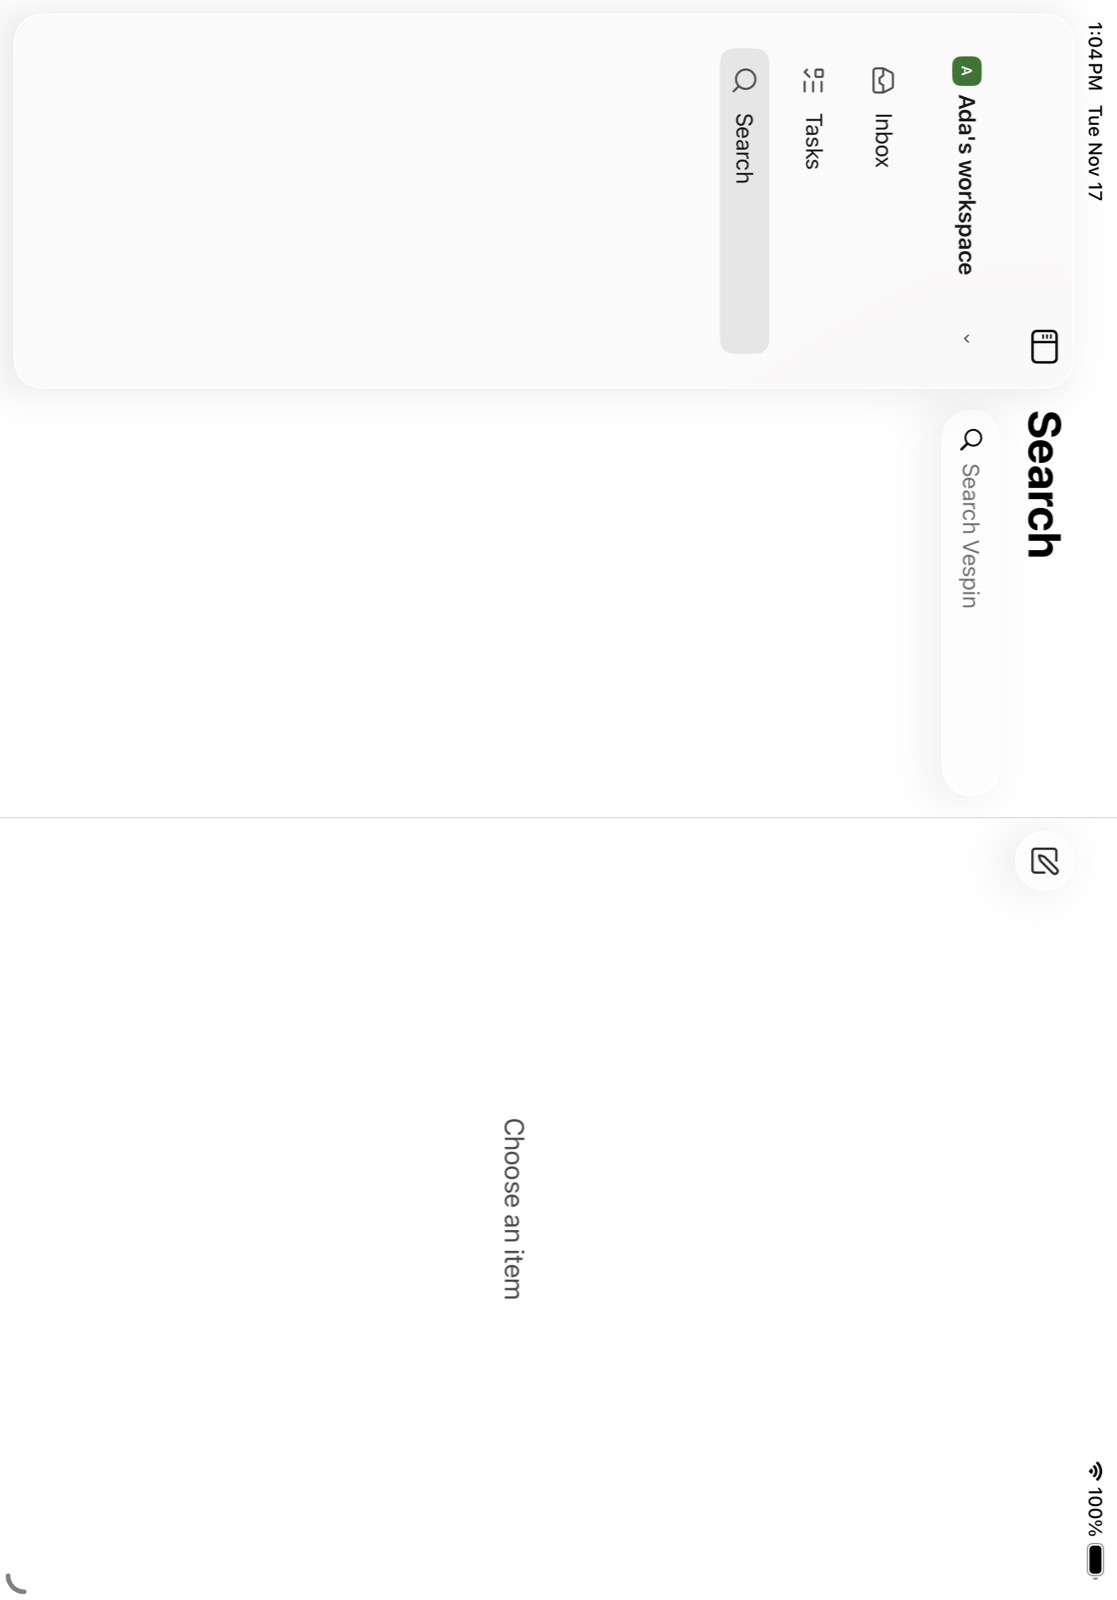 1:04 PM Tue Nov 17
100%
A Ada's workspace
Inbox
Tasks
Search
Search
Search Vespin
Choose an item